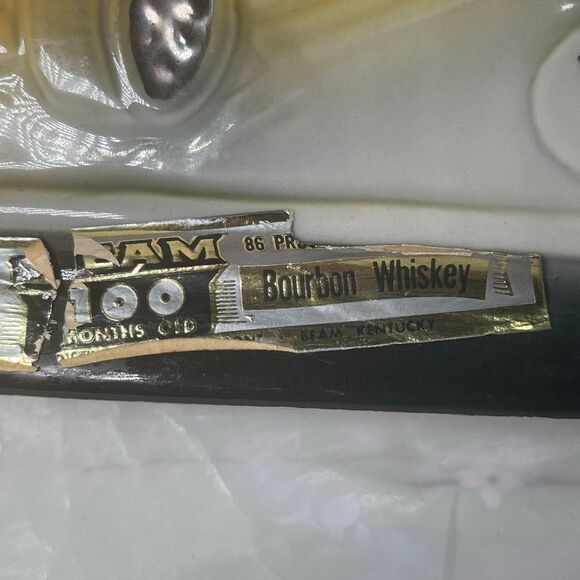 EAM
100
MONTHS OLD
86 PRO
Bourbon Whiskey
BEAM, KENTUCKY